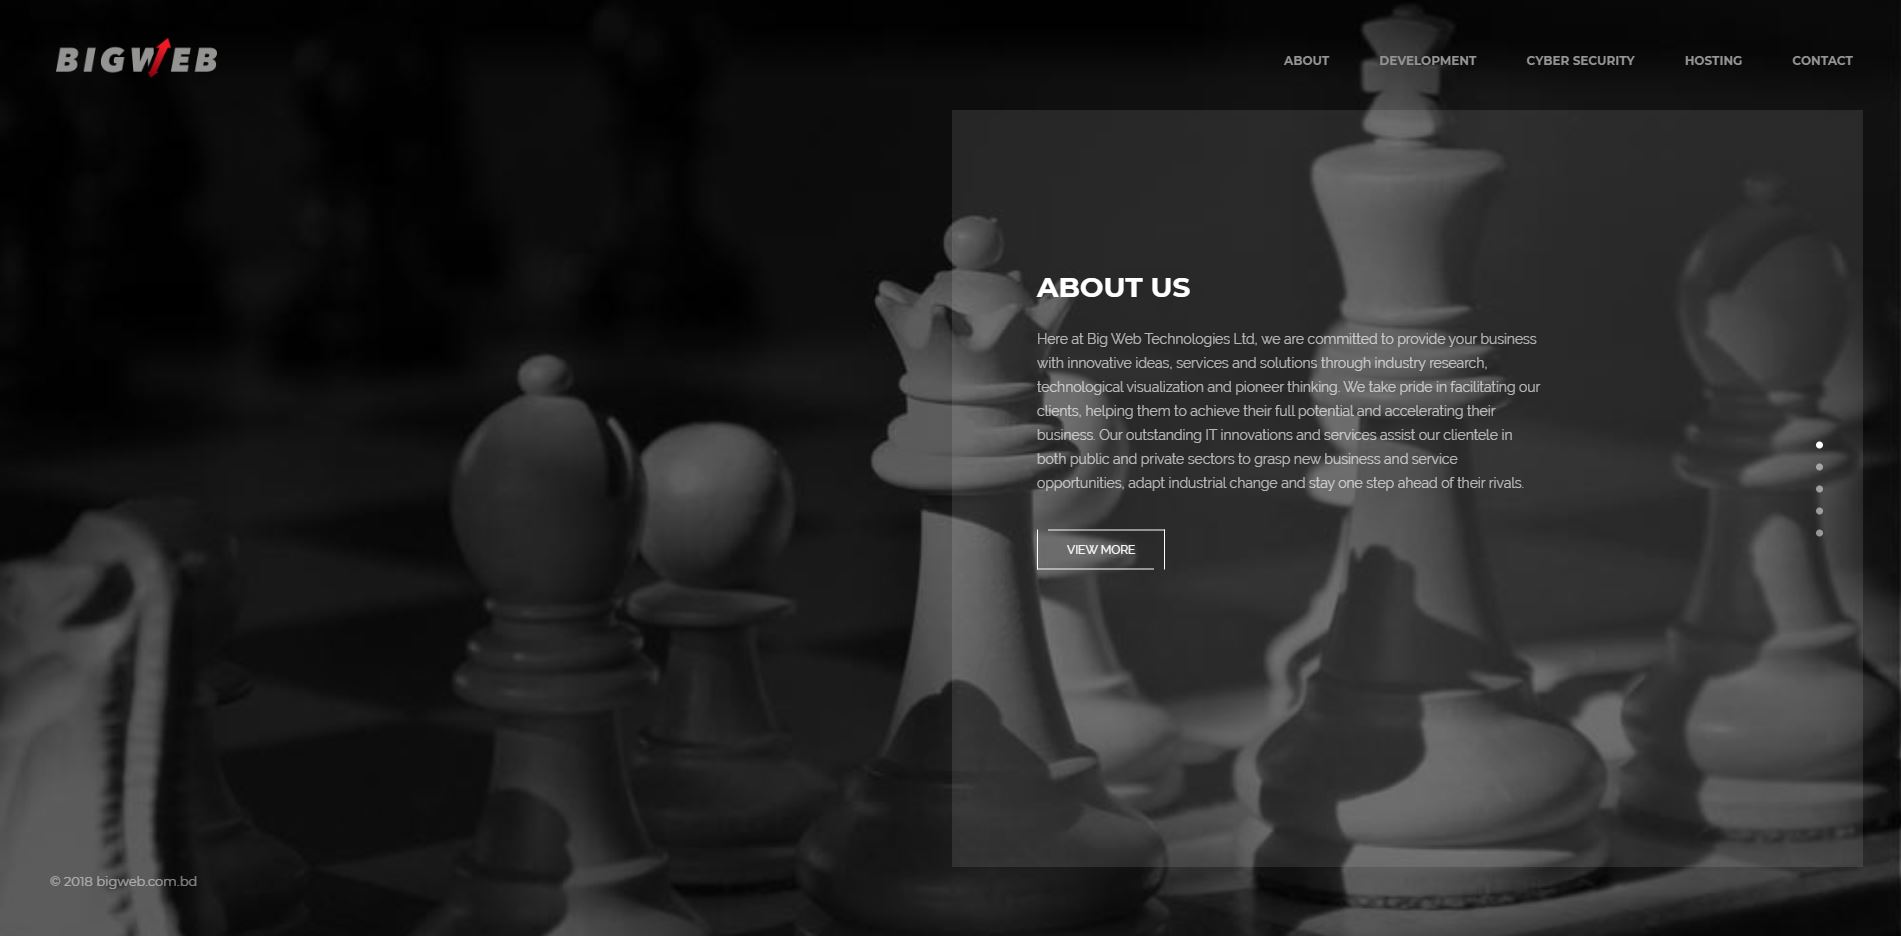 BIGWEB
ABOUT DEVELOPMENT CYBER SECURITY HOSTING CONTACT
ABOUT US
Here at Big Web Technologies Ltd, we are committed to provide your business
with innovative ideas, services and solutions through industry research,
technological visualization and pioneer thinking. We take pride in facilitating our
clients, helping them to achieve their full potential and accelerating their
business. Our outstanding IT innovations and services assist our clientele in
both public and private sectors to grasp new business and service
opportunities, adapt industrial change and stay one step ahead of their rivals.
VIEW MORE
© 2018 bigweb.com.bd